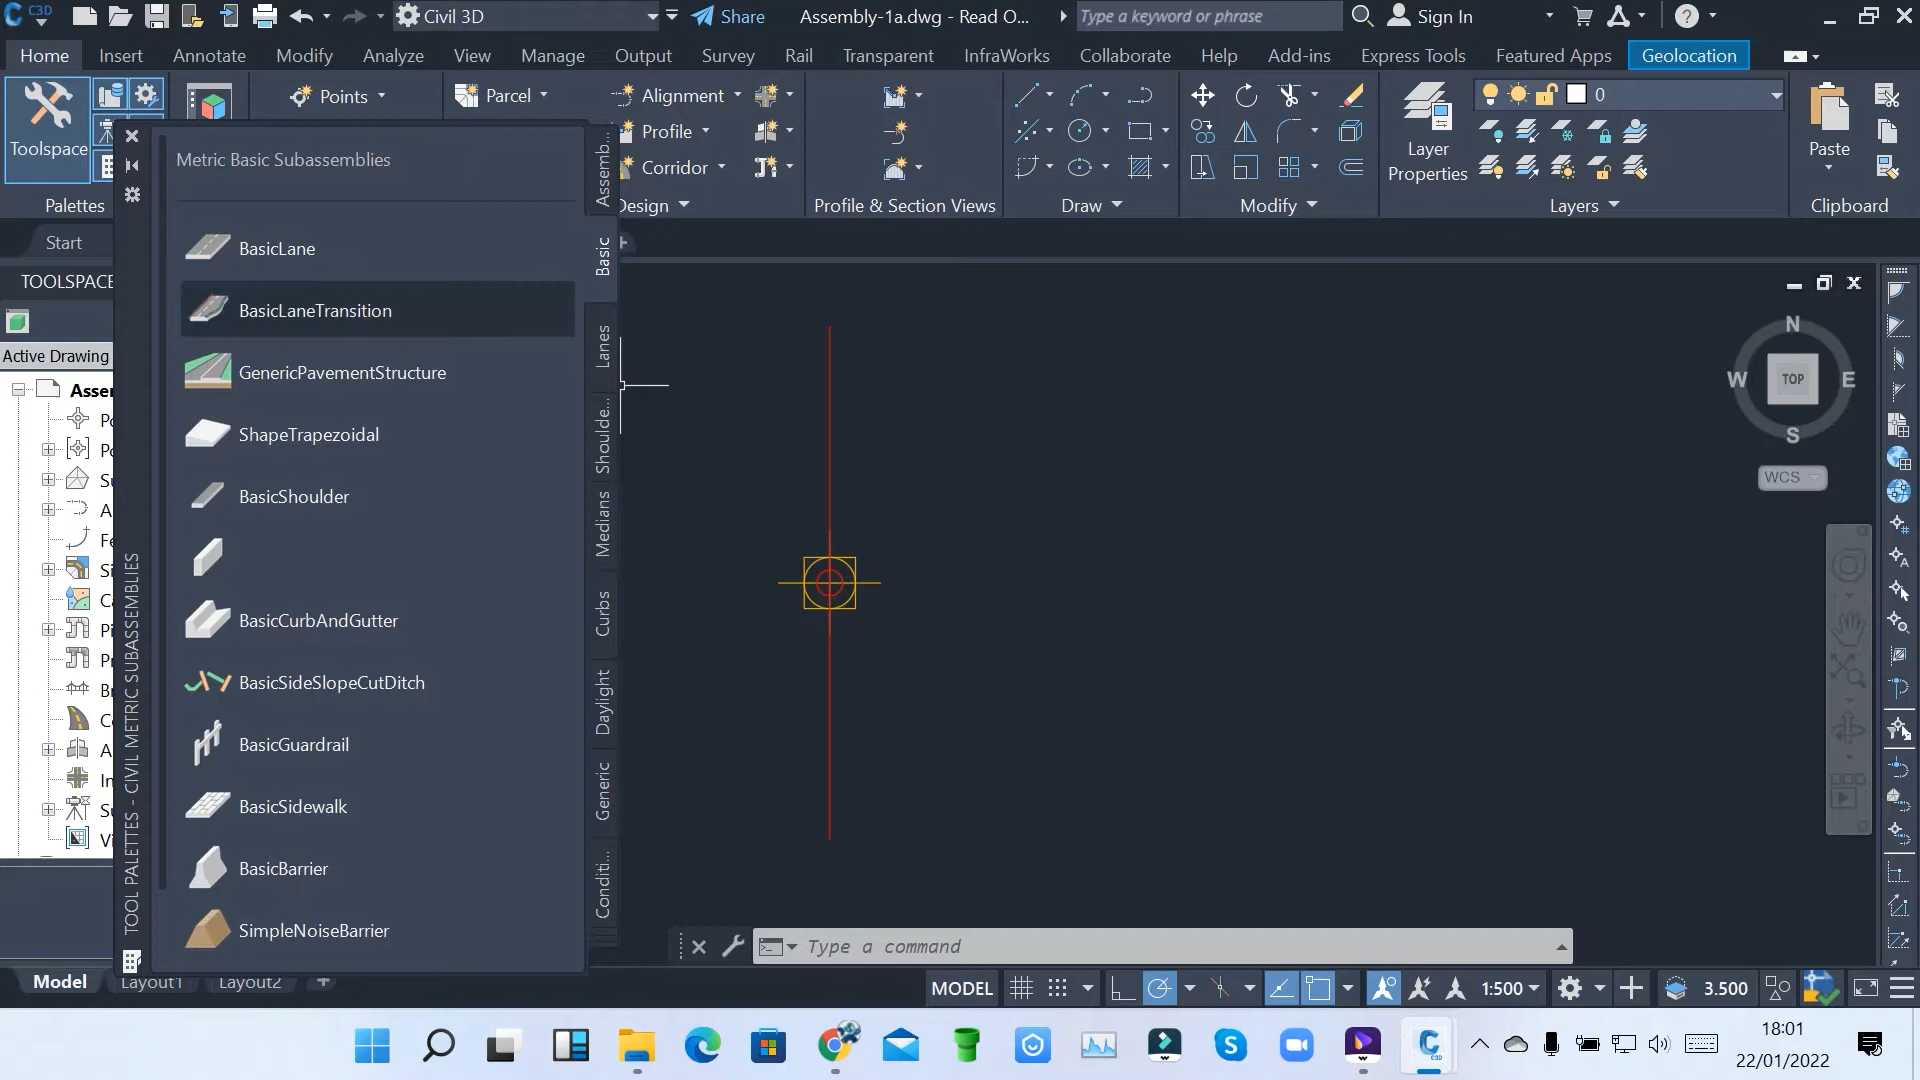 C3D
Civil 3D
Share
Assembly-1a.dwg - Read O...
Type a keyword or phrase
Sign In
Home
Insert
Annotate
Modify
Analyze
View
Manage
Output
Survey
Rail
Transparent
InfraWorks
Collaborate
Help
Add-ins
Express Tools
Featured Apps
Geolocation
Toolspace
Palettes
Points
Parcel
Alignment
Profile
Corridor
Design
Profile & Section Views
Draw
Modify
Layer
Properties
0
Layers
Paste
Clipboard
Start
TOOLSPACE
Active Drawing
Assem
Metric Basic Subassemblies
BasicLane
BasicLaneTransition
GenericPavementStructure
ShapeTrapezoidal
BasicShoulder
BasicCurbAndGutter
BasicSideSlopeCutDitch
BasicGuardrail
BasicSidewalk
BasicBarrier
SimpleNoiseBarrier
TOOL PALETTES - CIVIL METRIC SUBASSEMBLIES
Assemb...
Basic
Lanes
Shoulde...
Medians
Curbs
Daylight
Generic
Conditi...
N
W
TOP
E
S
WCS
Type a command
Model
Layout1
Layout2
MODEL
1:500
3.500
18:01
22/01/2022